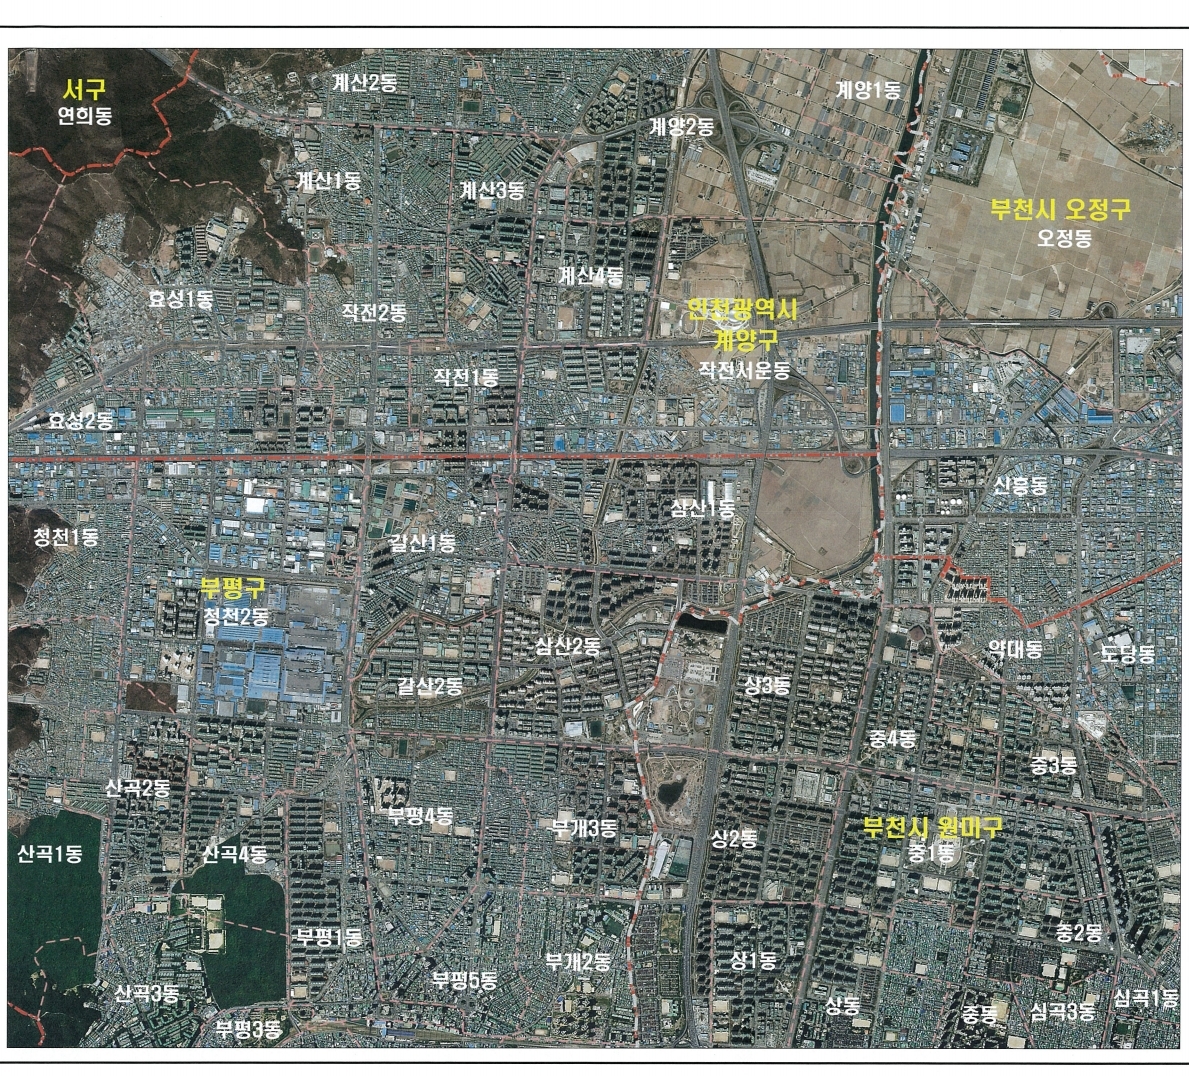 계산2동
서구
연희동
계양1동
계양2동
계산1동
계산3동
부천시 오정구
오정동
계산4동
효성1동
작전2동
인천광역시
계양구
작전서운동
작전1동
효성2동
신흥동
삼산1동
청천1동
갈산1동
부평구
청천2동
삼산2동
약대동
도당동
갈산2동
상3동
중4동
중3동
산곡2동
부평4동
부개3동
부천시 원미구
상2동
중1동
산곡1동
산곡4동
부평1동
중2동
부개2동
상1동
부평5동
산곡3동
상동
중동
심곡3동
심곡1동
부평3동